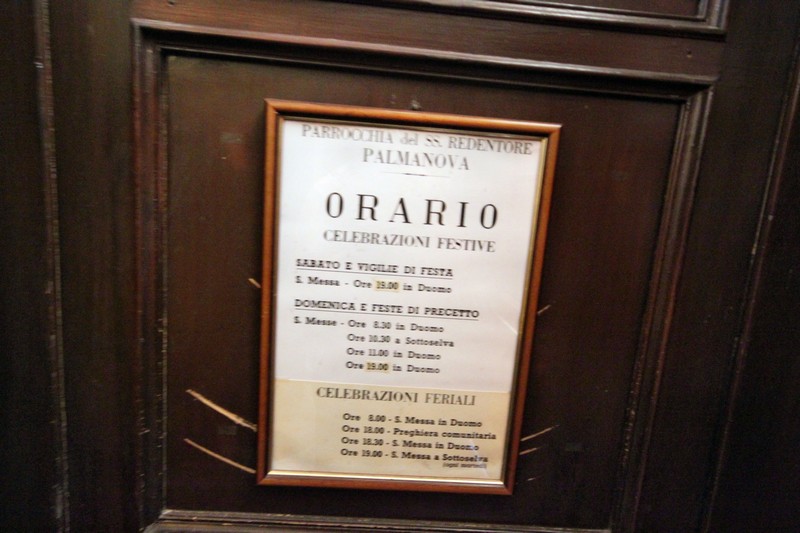 PARROCCHIA del SS. REDENTORE
PALMANOVA
ORARIO
CELEBRAZIONI FESTIVE
SABATO E VIGILIE DI FESTA
S. Messa - Ore 19.00 in Duomo
DOMENICA E FESTE DI PRECETTO
S. Messe - Ore 8.30 in Duomo
Ore 10.30 a Sottoselva
Ore 11.00 in Duomo
Ore 19.00 in Duomo
CELEBRAZIONI FERIALI
Ore 8.00 - S. Messa in Duomo
Ore 18.00 - Preghiera comunitaria
Ore 18.30 - S. Messa in Duomo
Ore 19.00 - S. Messa a Sottoselva